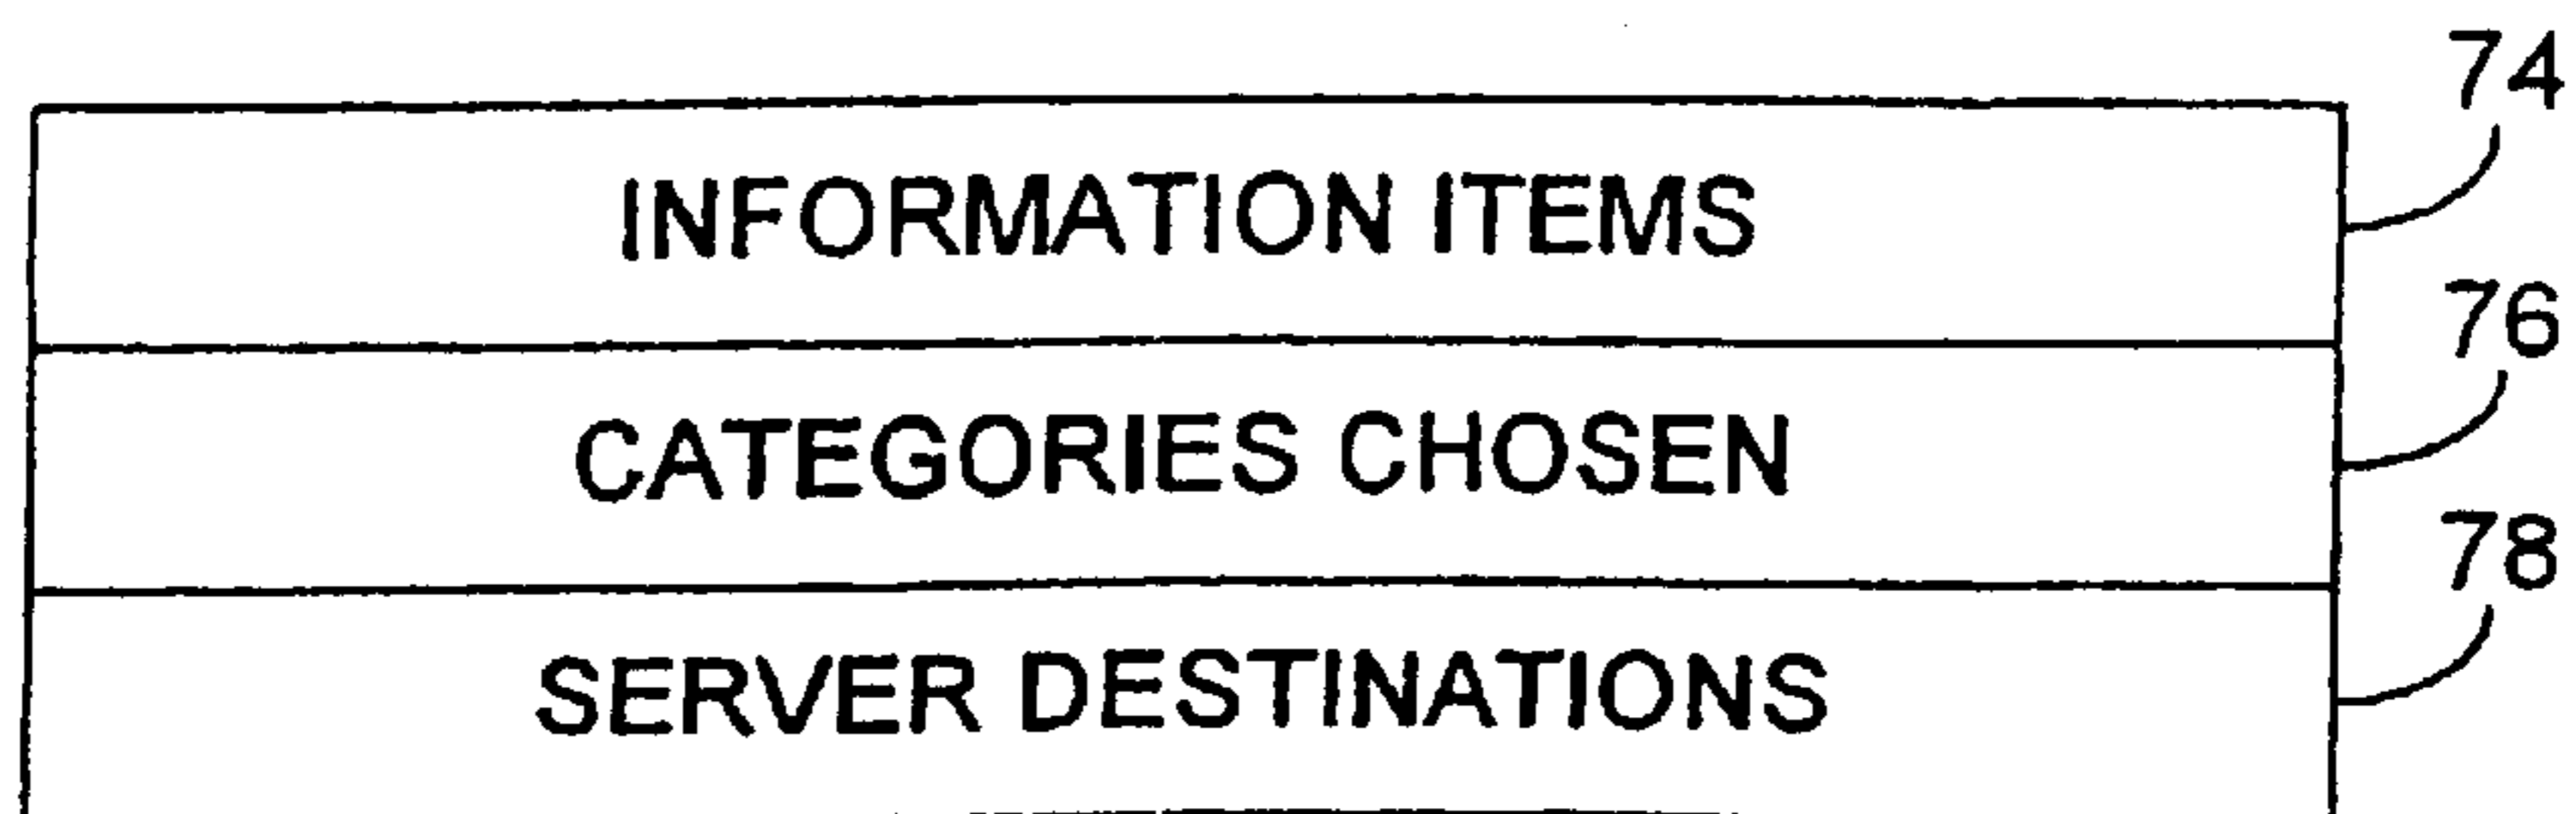 74
INFORMATION ITEMS
76
CATEGORIES CHOSEN
78
SERVER DESTINATIONS